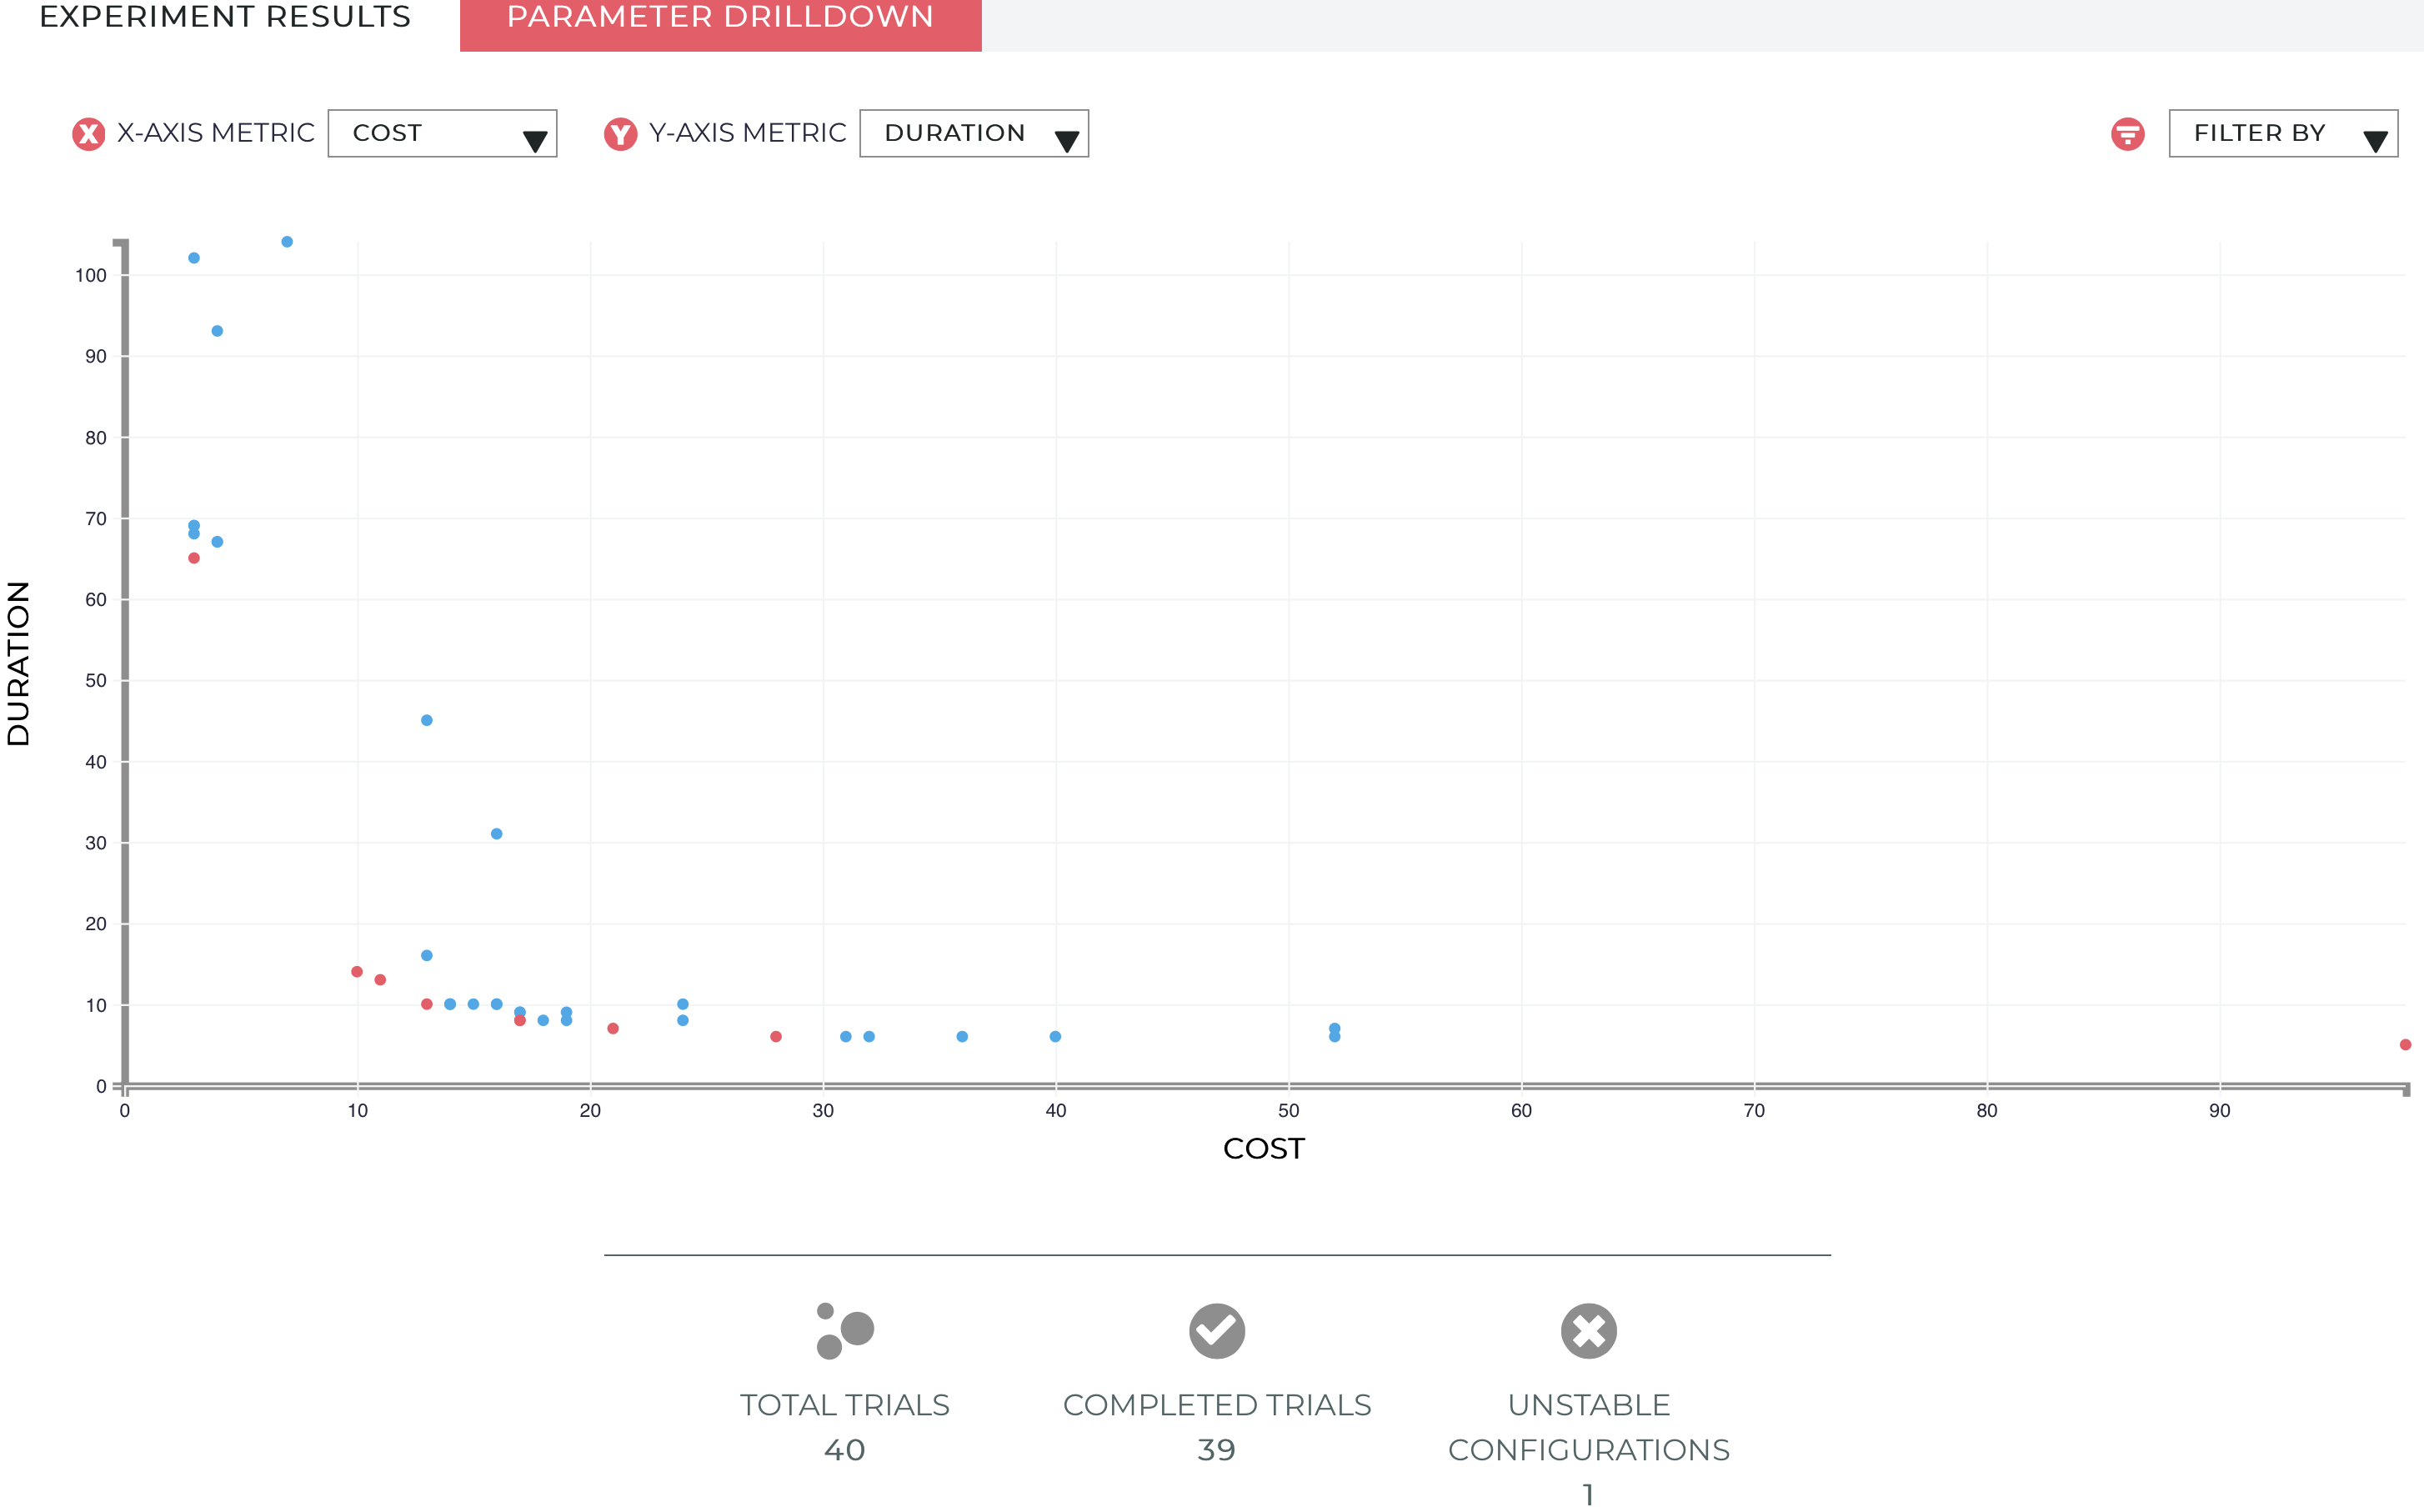 EXPERIMENT RESULTS
PARAMETER DRILLDOWN
X X-AXIS METRIC COST
Y Y-AXIS METRIC DURATION
FILTER BY
DURATION
100
90
80
70
60
50
40
30
20
10
0
0 10 20 30 40 50 60 70 80 90
COST
TOTAL TRIALS
40
COMPLETED TRIALS
39
UNSTABLE
CONFIGURATIONS
1